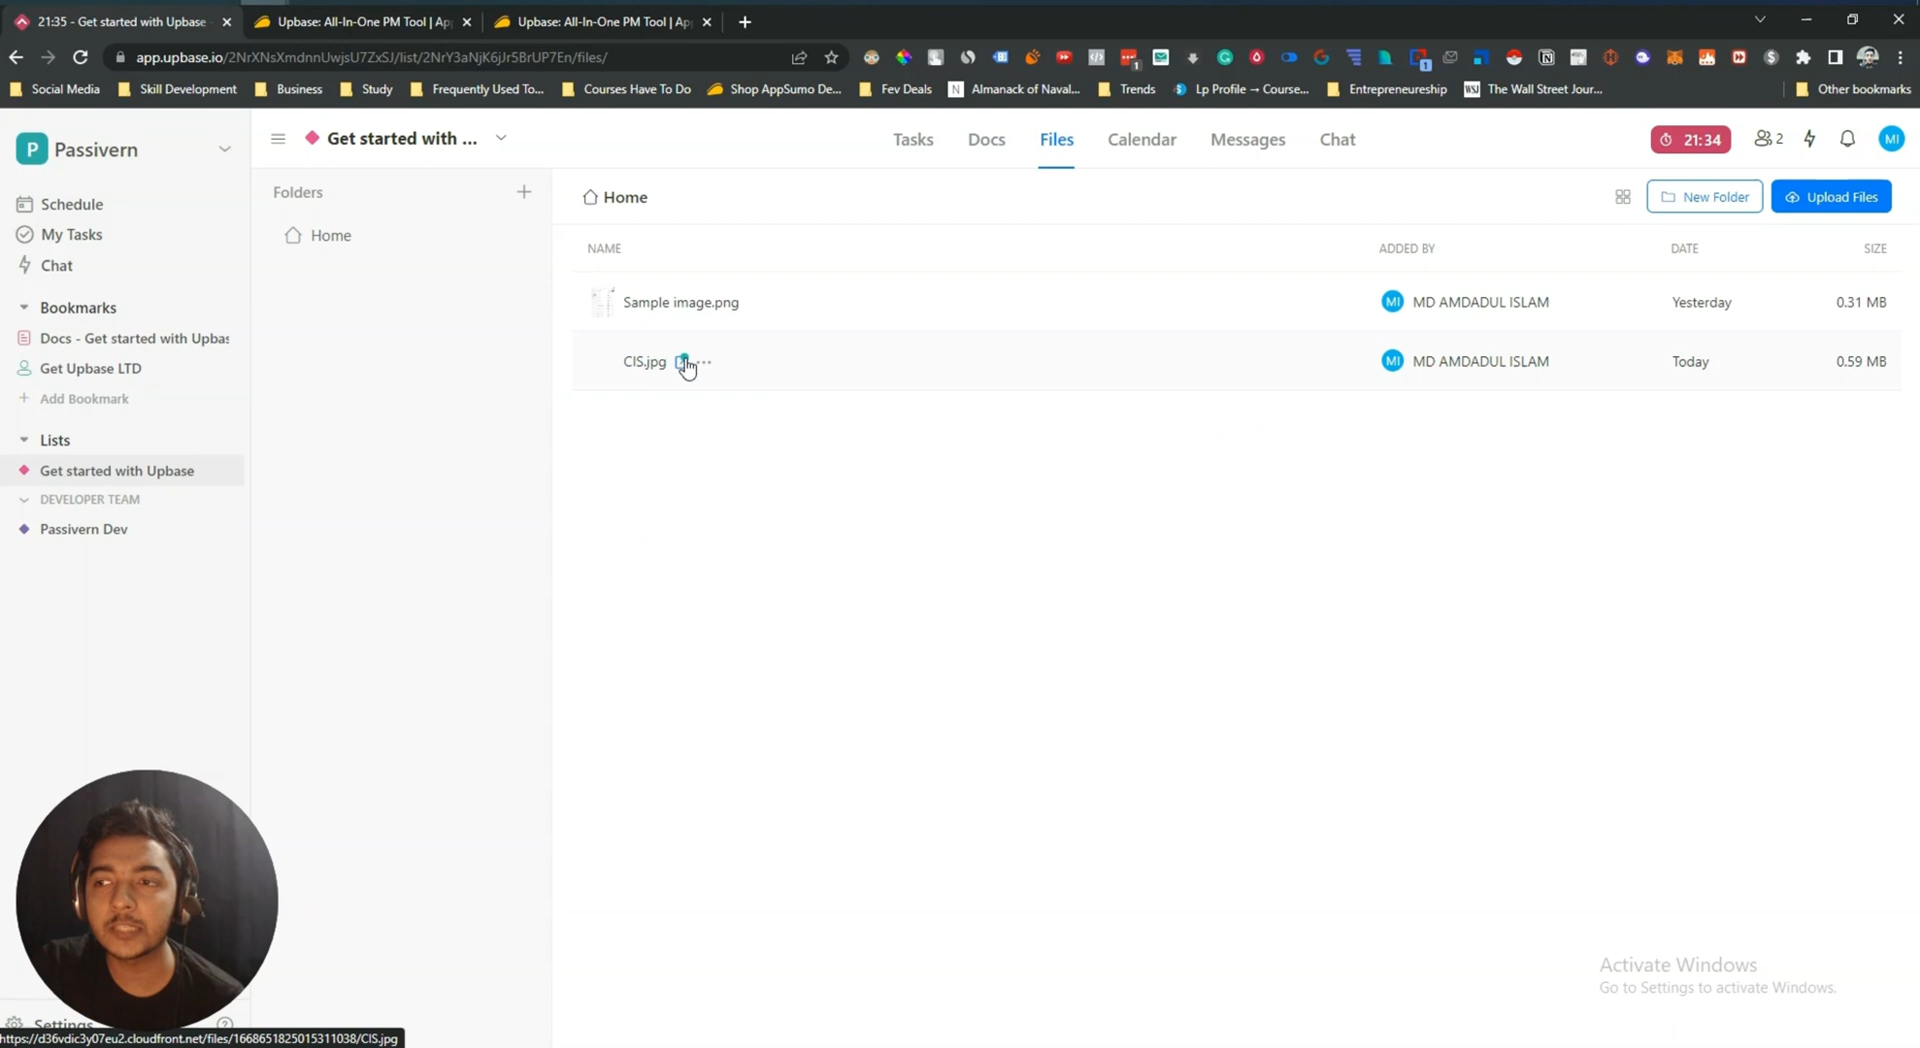 21:35 - Get started with Upbase
Upbase: All-In-One PM Tool | Ap
Upbase: All-In-One PM Tool | Ap
app.upbase.io/2NrXNsXmdnnUwjsU7ZxSJ/list/2NrY3aNjK6jJr5BrUP7En/files/
Social Media
Skill Development
Business
Study
Frequently Used To...
Courses Have To Do
Shop AppSumo De...
Fev Deals
Almanack of Naval...
Trends
Lp Profile → Course...
Entrepreneureship
The Wall Street Jour...
Other bookmarks
P Passivern
Get started with ...
Tasks
Docs
Files
Calendar
Messages
Chat
21:34
2
MI
Schedule
My Tasks
Chat
Bookmarks
Docs - Get started with Upbas
Get Upbase LTD
Add Bookmark
Lists
Get started with Upbase
DEVELOPER TEAM
Passivern Dev
Folders
Home
Home
New Folder
Upload Files
NAME ADDED BY DATE SIZE
Sample image.png MI MD AMDADUL ISLAM Yesterday 0.31 MB
CIS.jpg MI MD AMDADUL ISLAM Today 0.59 MB
Activate Windows
Go to Settings to activate Windows.
Settings
https://d36vdic3y07eu2.cloudfront.net/files/1668651825015311038/CIS.jpg